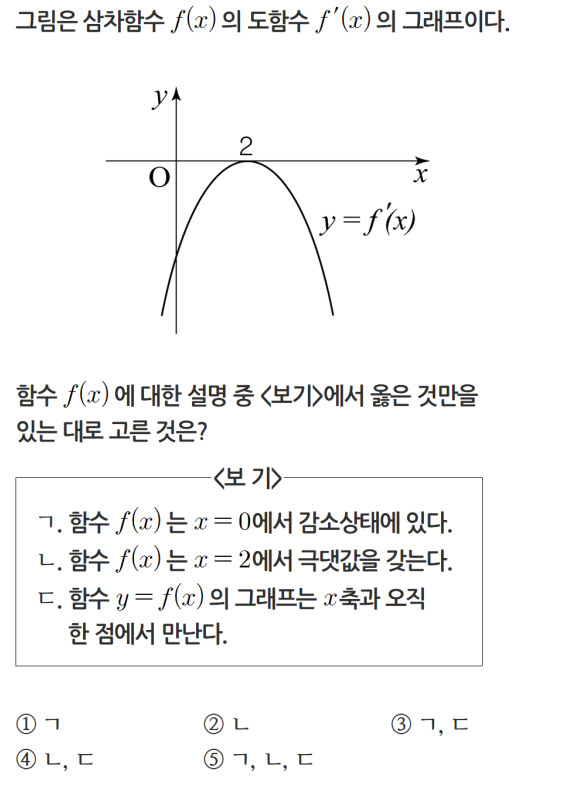 그림은 삼차함수 f(x)의 도함수 f′(x)의 그래프이다.
y
2
O
x
y=f′(x)
함수 f(x)에 대한 설명 중 <보기>에서 옳은 것만을
있는 대로 고른 것은?
<보 기>
ㄱ. 함수 f(x)는 x=0에서 감소상태에 있다.
ㄴ. 함수 f(x)는 x=2에서 극댓값을 갖는다.
ㄷ. 함수 y=f(x)의 그래프는 x축과 오직
한 점에서 만난다.
① ㄱ ② ㄴ ③ ㄱ, ㄷ
④ ㄴ, ㄷ ⑤ ㄱ, ㄴ, ㄷ